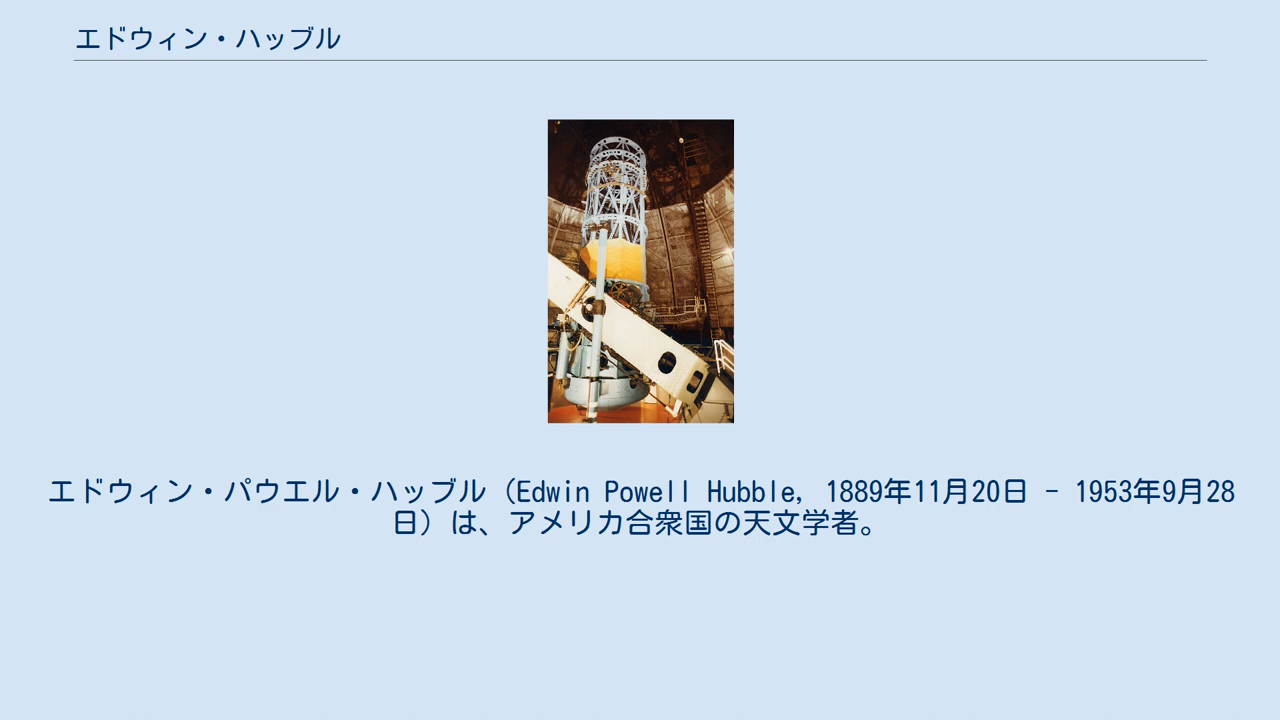 エドウィン・ハッブル
エドウィン・パウエル・ハッブル（Edwin Powell Hubble, 1889年11月20日 - 1953年9月28
日）は、アメリカ合衆国の天文学者。